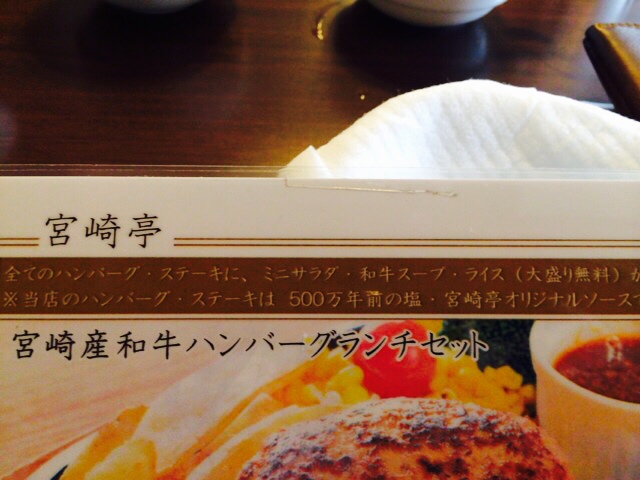 宮崎亭
全てのハンバーグ・ステーキに、ミニサラダ・和牛スープ・ライス(大盛り無料)が
※当店のハンバーグ・ステーキは 500万年前の塩・宮崎亭オリジナルソース
宮崎産和牛ハンバーグランチセット